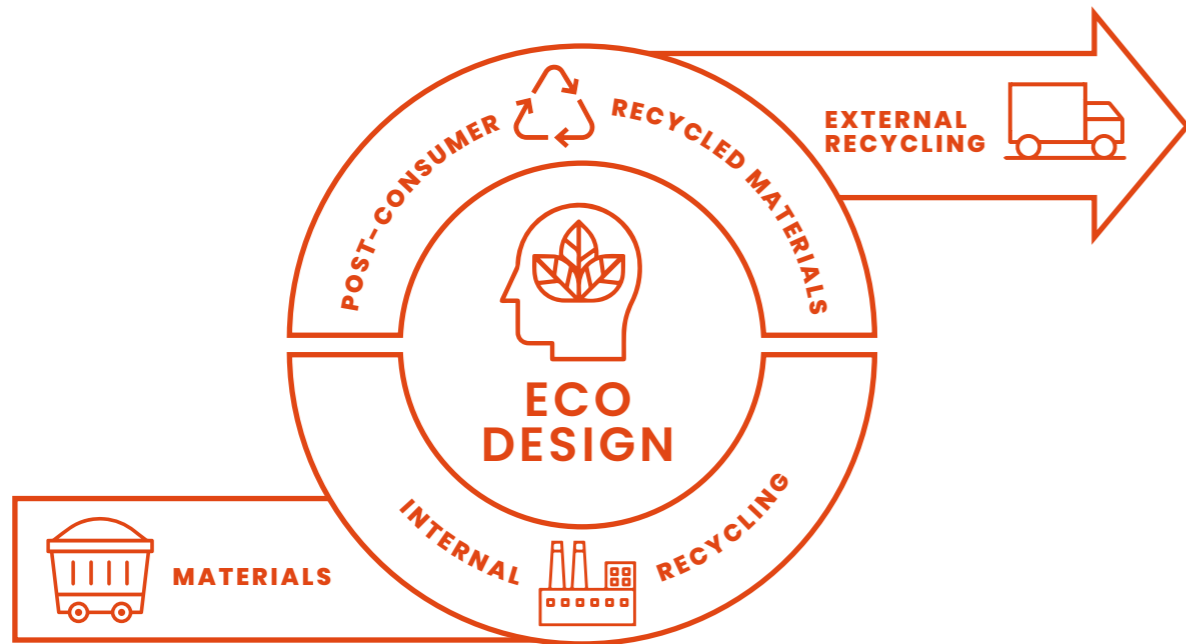 POST-CONSUMER RECYCLED MATERIALS
EXTERNAL
RECYCLING
ECO
DESIGN
INTERNAL RECYCLING
MATERIALS